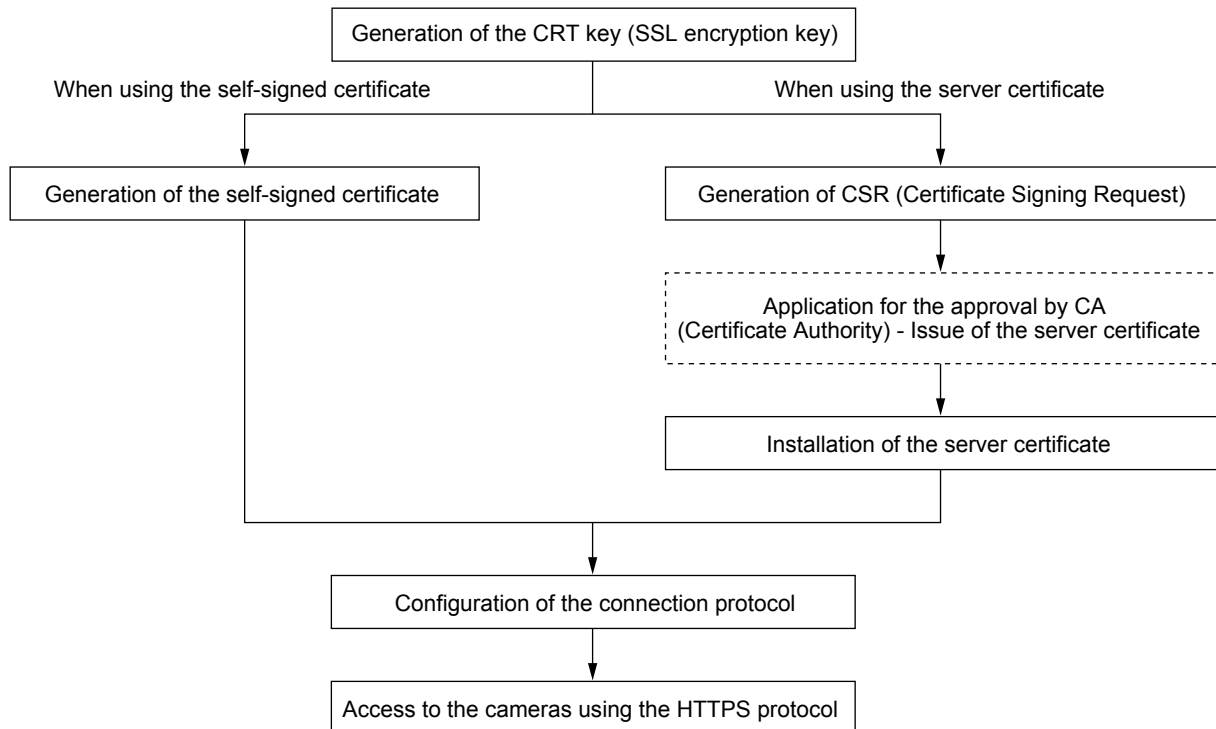 Generation of the CRT key (SSL encryption key)
When using the self-signed certificate
When using the server certificate
Generation of the self-signed certificate
Generation of CSR (Certificate Signing Request)
Application for the approval by CA
(Certificate Authority) - Issue of the server certificate
Installation of the server certificate
Configuration of the connection protocol
Access to the cameras using the HTTPS protocol